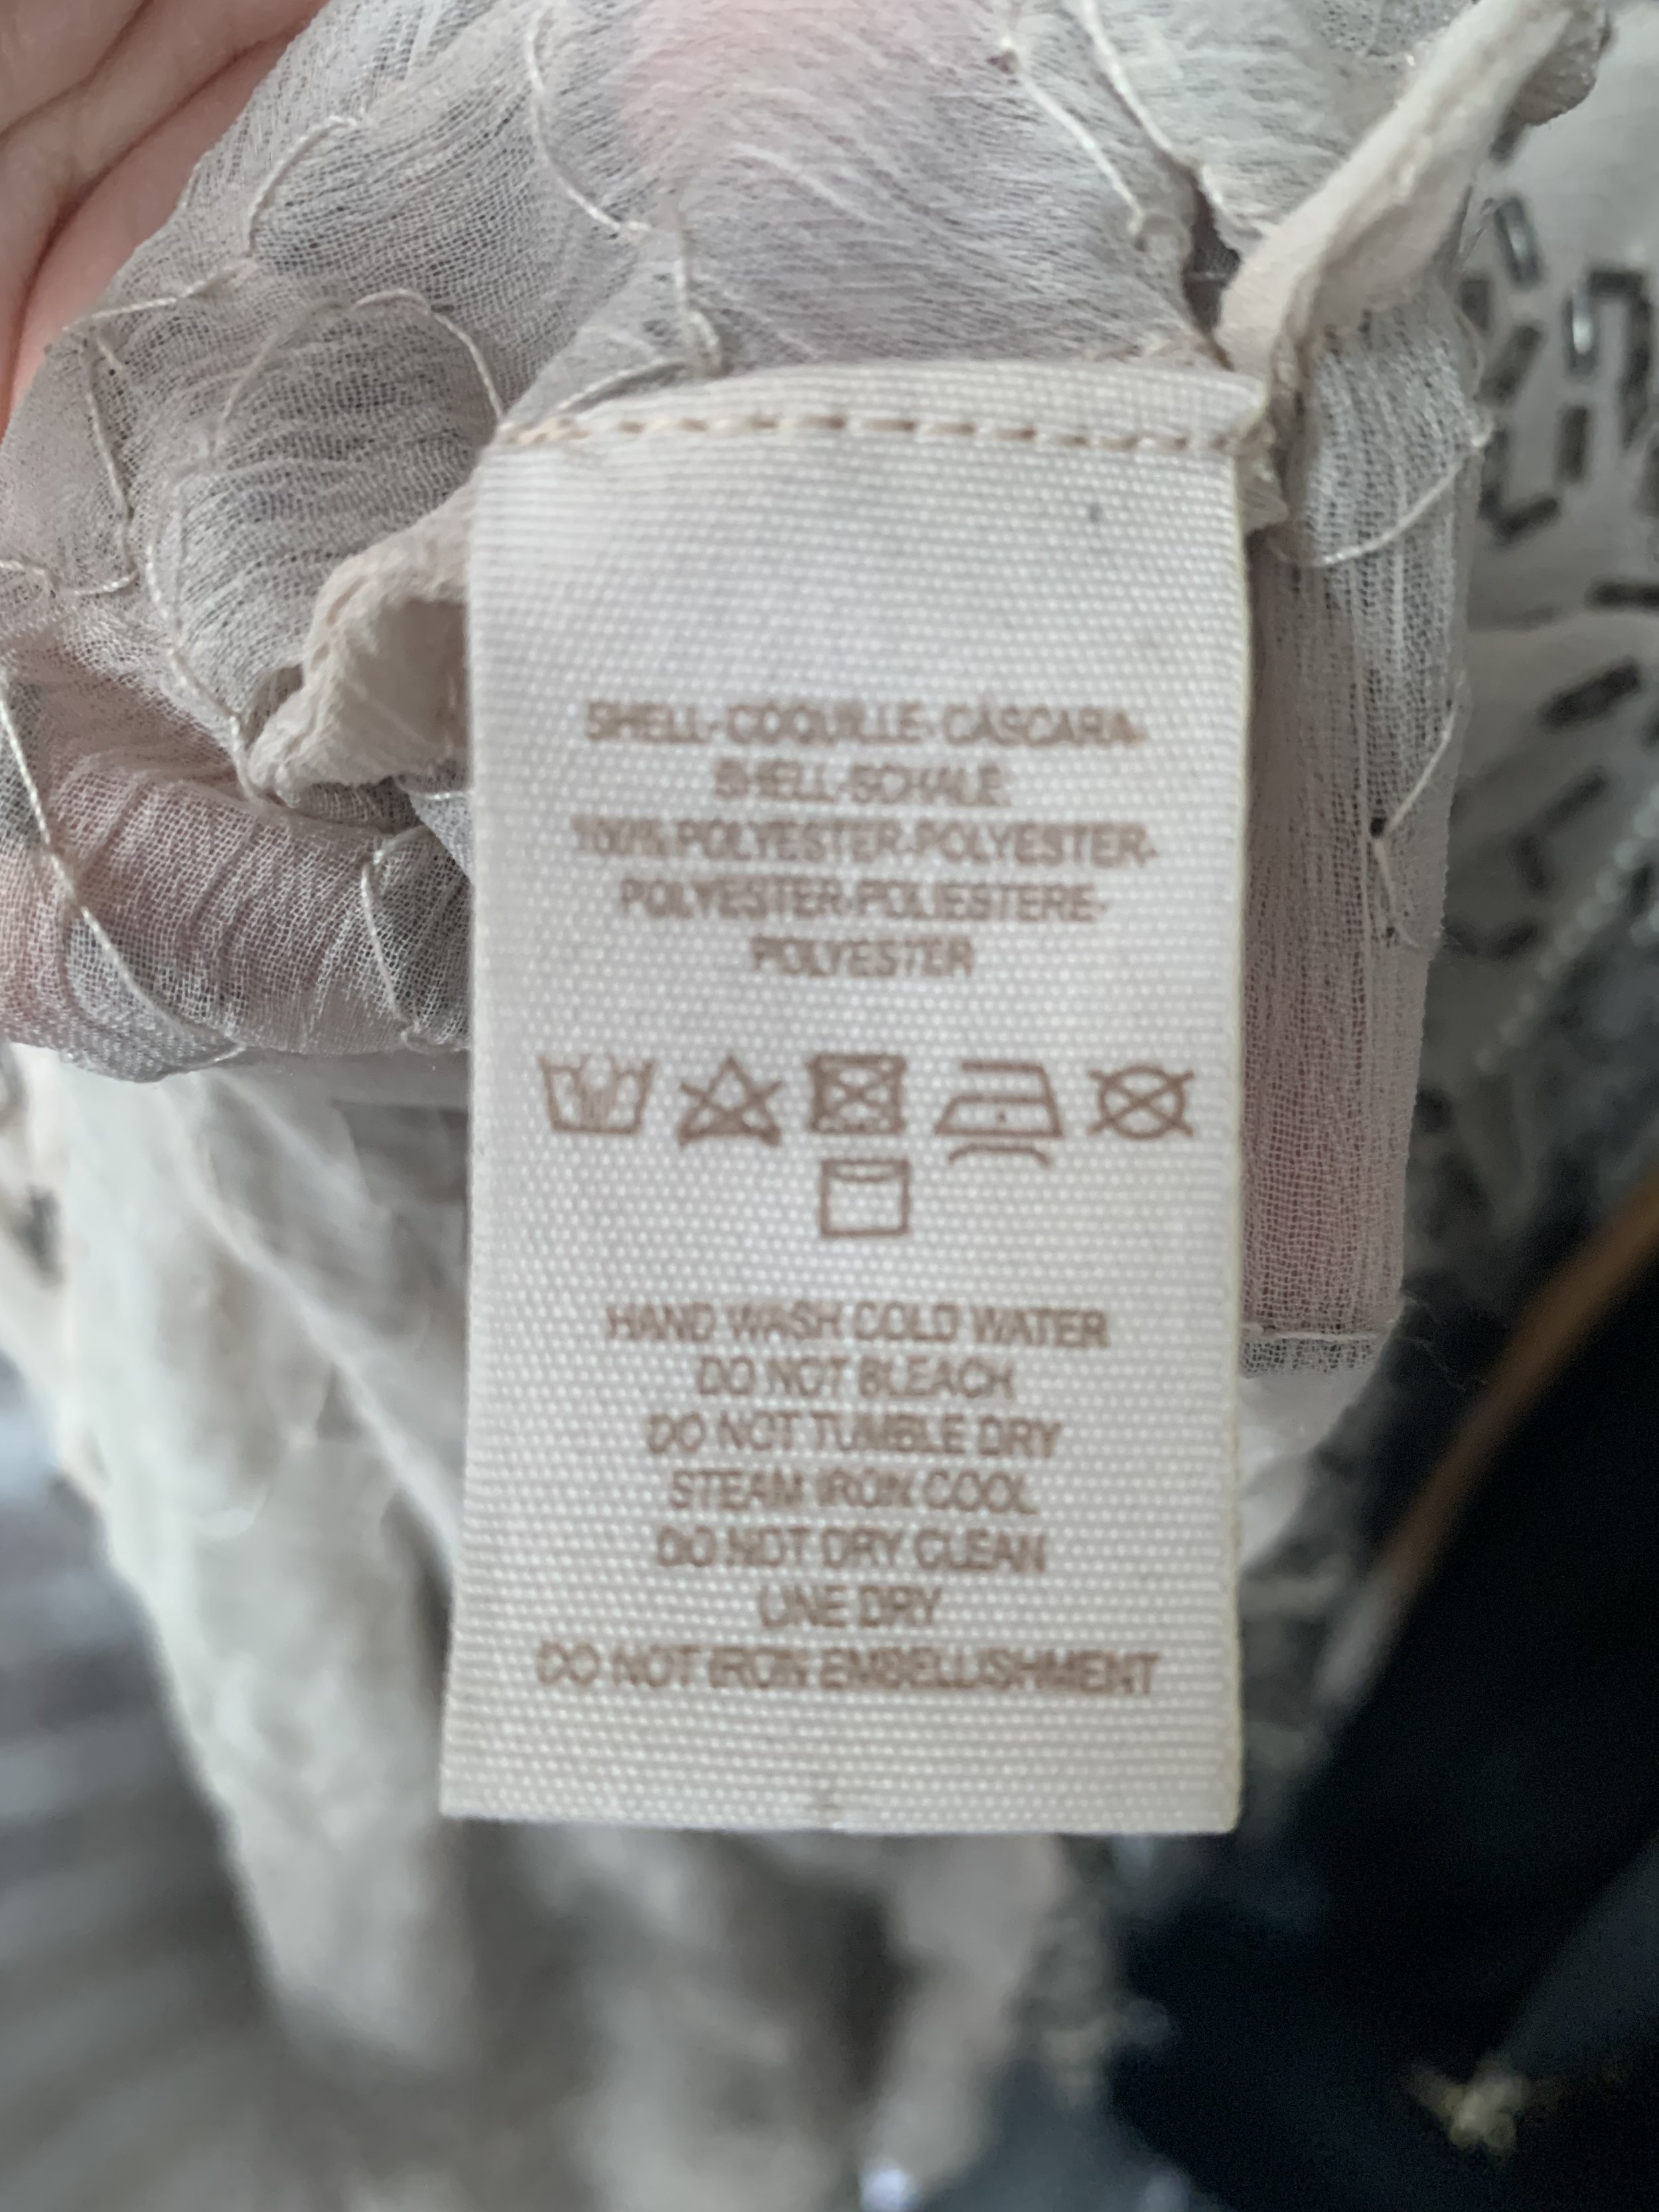 SHELL-COQUILLE-CÁSCARA-
SHELL-SCHALE
100% POLYESTER-POLYESTER-
POLYESTER-POLIESTERE-
POLYESTER
HAND WASH COLD WATER
DO NOT BLEACH
DO NOT TUMBLE DRY
STEAM IRON COOL
DO NOT DRY CLEAN
LINE DRY
DO NOT IRON EMBELLISHMENT